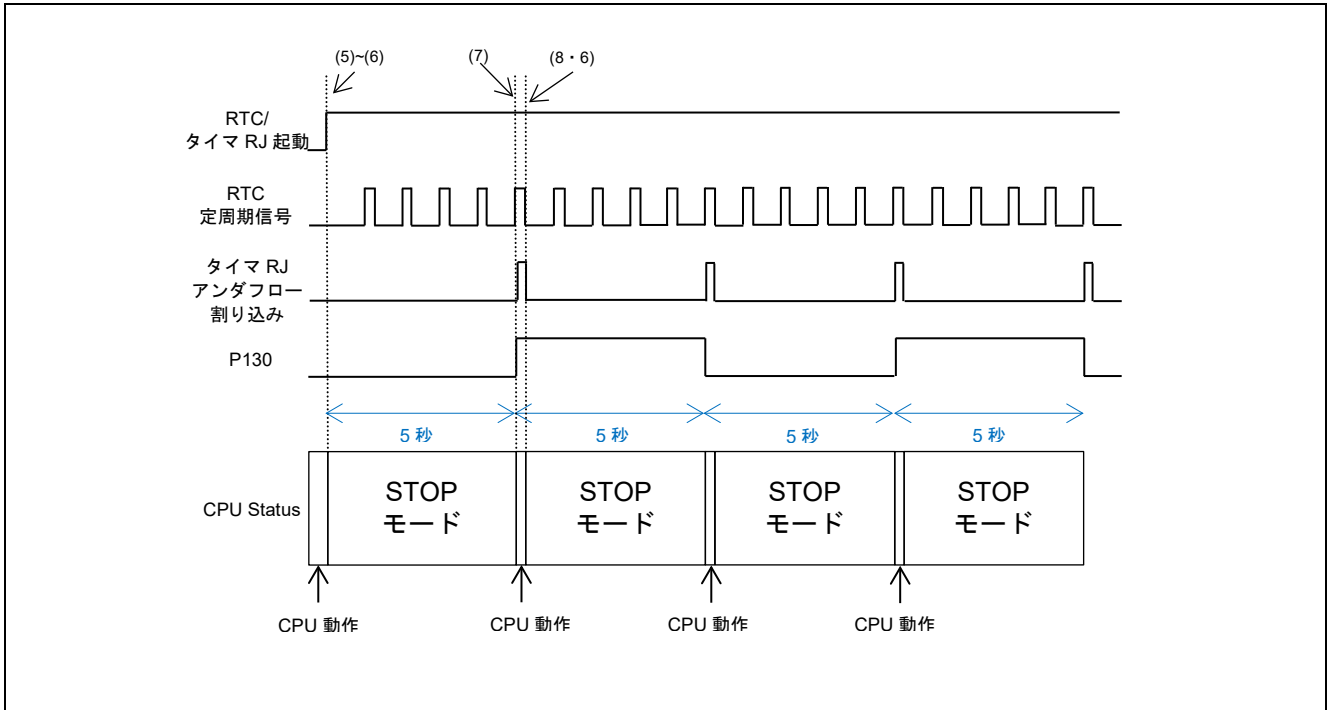 (5)~(6)
(7)
(8・6)
RTC/
タイマ RJ 起動
RTC
定周期信号
タイマ RJ
アンダフロー
割り込み
P130
5 秒
5 秒
5 秒
5 秒
CPU Status
STOP
モード
STOP
モード
STOP
モード
STOP
モード
CPU 動作
CPU 動作
CPU 動作
CPU 動作